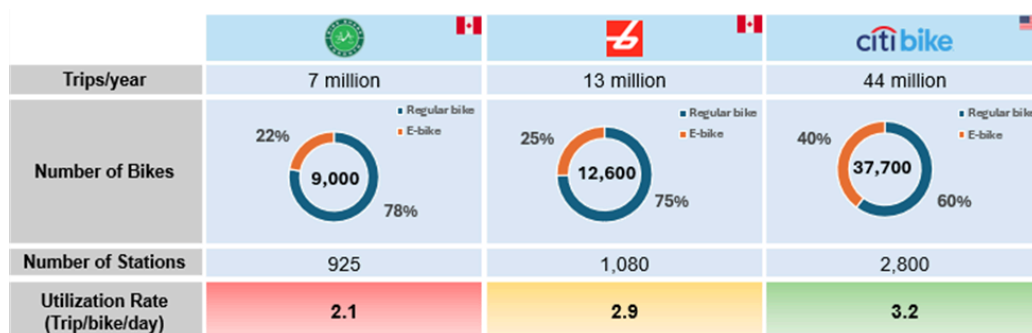 citi bike
Trips/year
7 million
13 million
44 million
Number of Bikes
22%
Regular bike
E-bike
9,000
78%
25%
Regular bike
E-bike
12,600
75%
40%
Regular bike
E-bike
37,700
60%
Number of Stations
925
1,080
2,800
Utilization Rate
(Trip/bike/day)
2.1
2.9
3.2